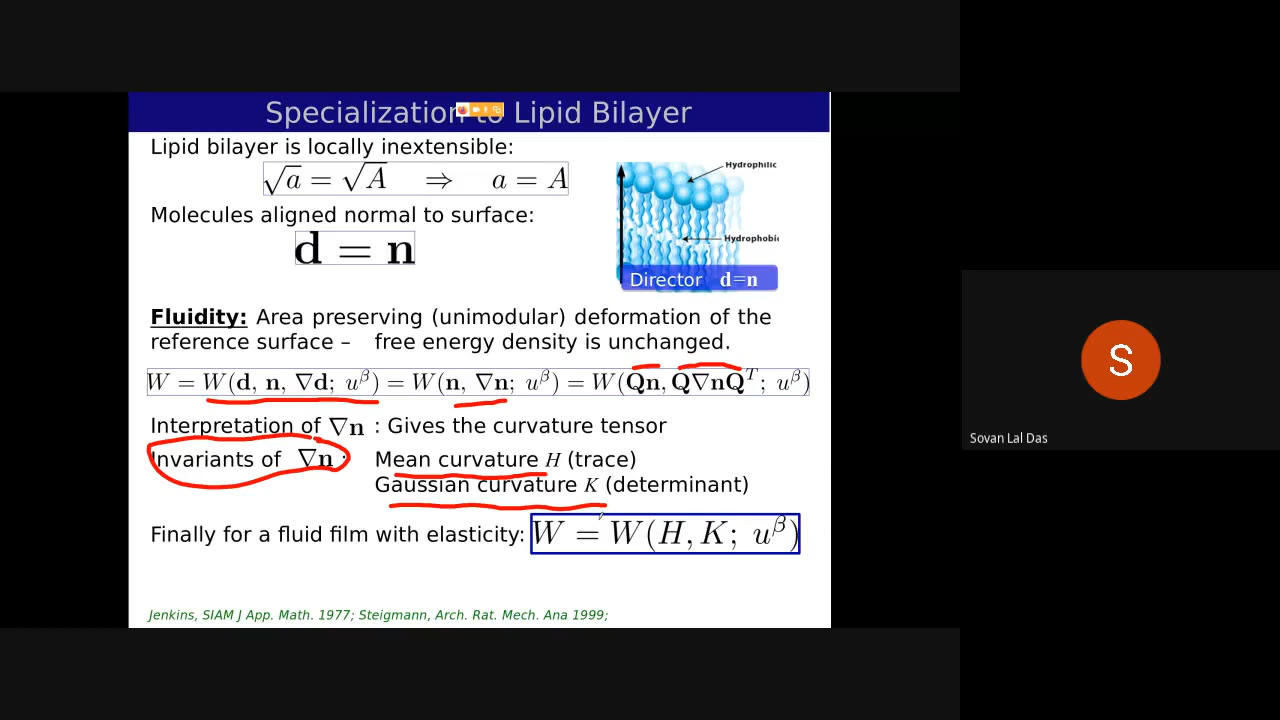 Specialization to Lipid Bilayer
Lipid bilayer is locally inextensible:
√a = √A ⇒ a = A
Hydrophilic
Molecules aligned normal to surface:
d = n
Hydrophobic
Director d=n
Fluidity: Area preserving (unimodular) deformation of the
reference surface – free energy density is unchanged.
W = W(d, n, ∇d; u^β) = W(n, ∇n; u^β) = W(Qn, Q∇nQ^T; u^β)
Interpretation of ∇n : Gives the curvature tensor
Invariants of ∇n : Mean curvature H (trace)
Gaussian curvature K (determinant)
Finally for a fluid film with elasticity: W = W(H, K; u^β)
Jenkins, SIAM J App. Math. 1977; Steigmann, Arch. Rat. Mech. Ana 1999;
S
Sovan Lal Das